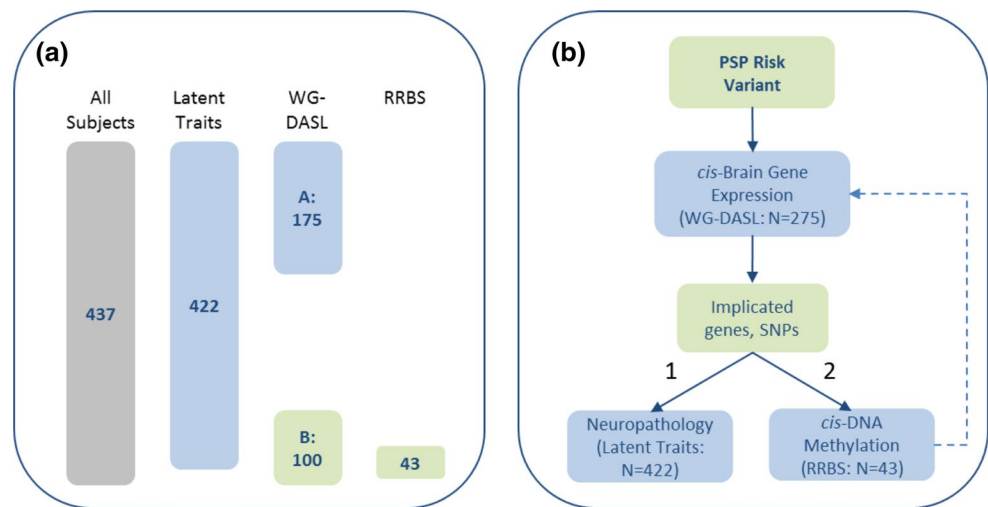 (a)
All
Subjects
Latent
Traits
WG-
DASL
RRBS
437
422
A:
175
B:
100
43
(b)
PSP Risk
Variant
cis-Brain Gene
Expression
(WG-DASL: N=275)
Implicated
genes, SNPs
1
2
Neuropathology
(Latent Traits:
N=422)
cis-DNA
Methylation
(RRBS: N=43)